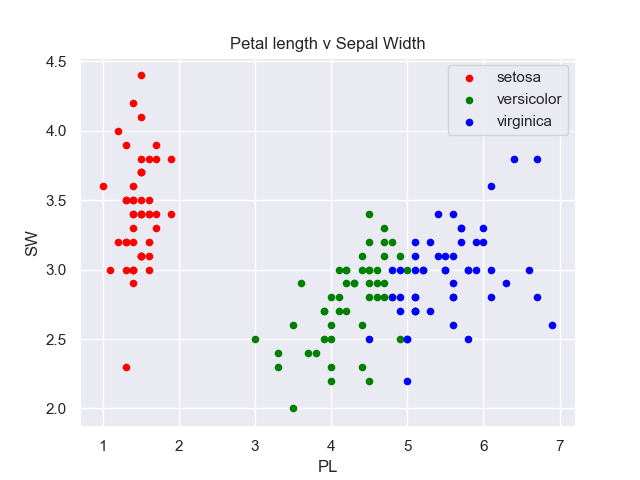 Petal length v Sepal Width
setosa
versicolor
virginica
4.5
4.0
3.5
3.0
2.5
2.0
SW
1 2 3 4 5 6 7
PL